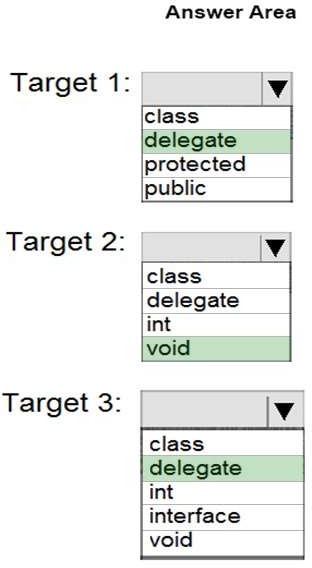 Answer Area
Target 1:
class
delegate
protected
public
Target 2:
class
delegate
int
void
Target 3:
class
delegate
int
interface
void